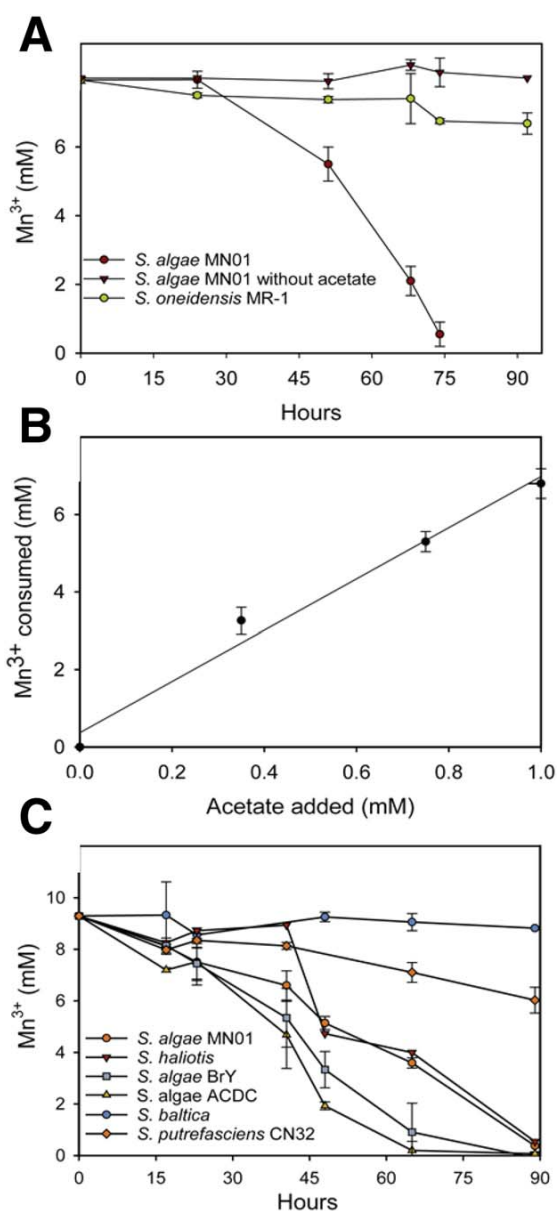 A
Mn3+ (mM)
6
4
2
0
S. algae MN01
S. algae MN01 without acetate
S. oneidensis MR-1
0 15 30 45 60 75 90
Hours
B
Mn3+ consumed (mM)
6
4
2
0
0.0 0.2 0.4 0.6 0.8 1.0
Acetate added (mM)
C
Mn3+ (mM)
10
8
6
4
2
0
S. algae MN01
S. haliotis
S. algae BrY
S. algae ACDC
S. baltica
S. putrefasciens CN32
0 15 30 45 60 75 90
Hours